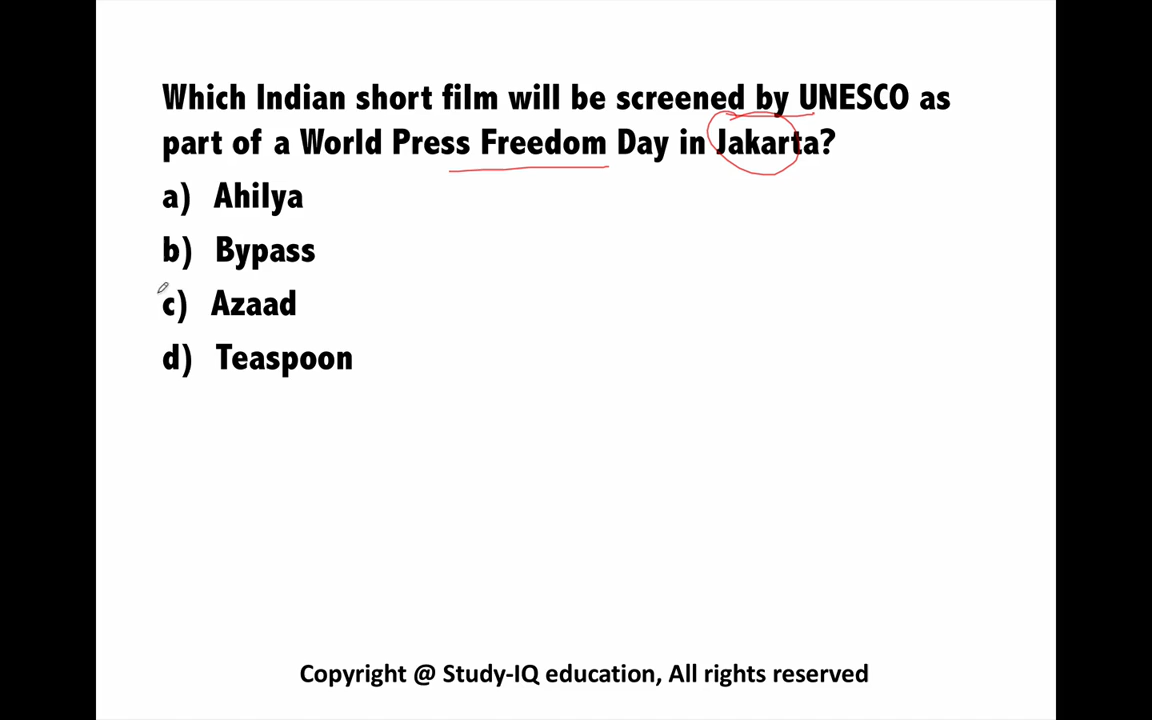 Which Indian short film will be screened by UNESCO as
part of a World Press Freedom Day in Jakarta?
a) Ahilya
b) Bypass
c) Azaad
d) Teaspoon
Copyright @ Study-IQ education, All rights reserved